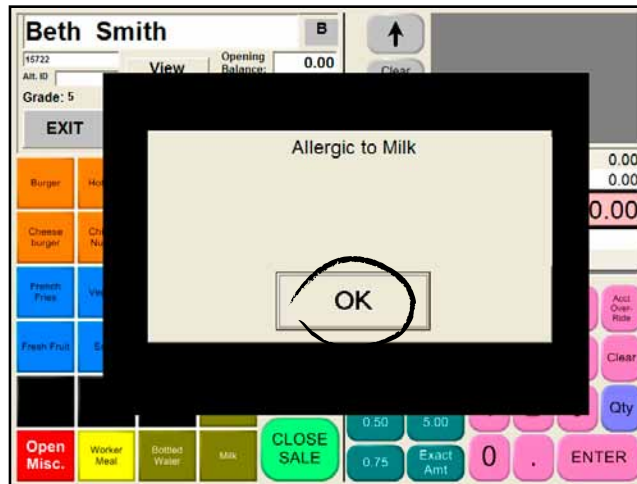 Beth Smith B
15722
Alt. ID
View
Opening
Balance:
0.00
Clear
Grade: 5
EXIT
Allergic to Milk
OK
0.00
0.00
0.00
Burger
Cheese
burger
French
Fries
Fresh Fruit
Acct
Over-
Ride
Clear
Qty
0.50
5.00
Open
Misc.
Worker
Meal
Bottled
Water
Milk
CLOSE
SALE
0.75
Exact
Amt
0
.
ENTER